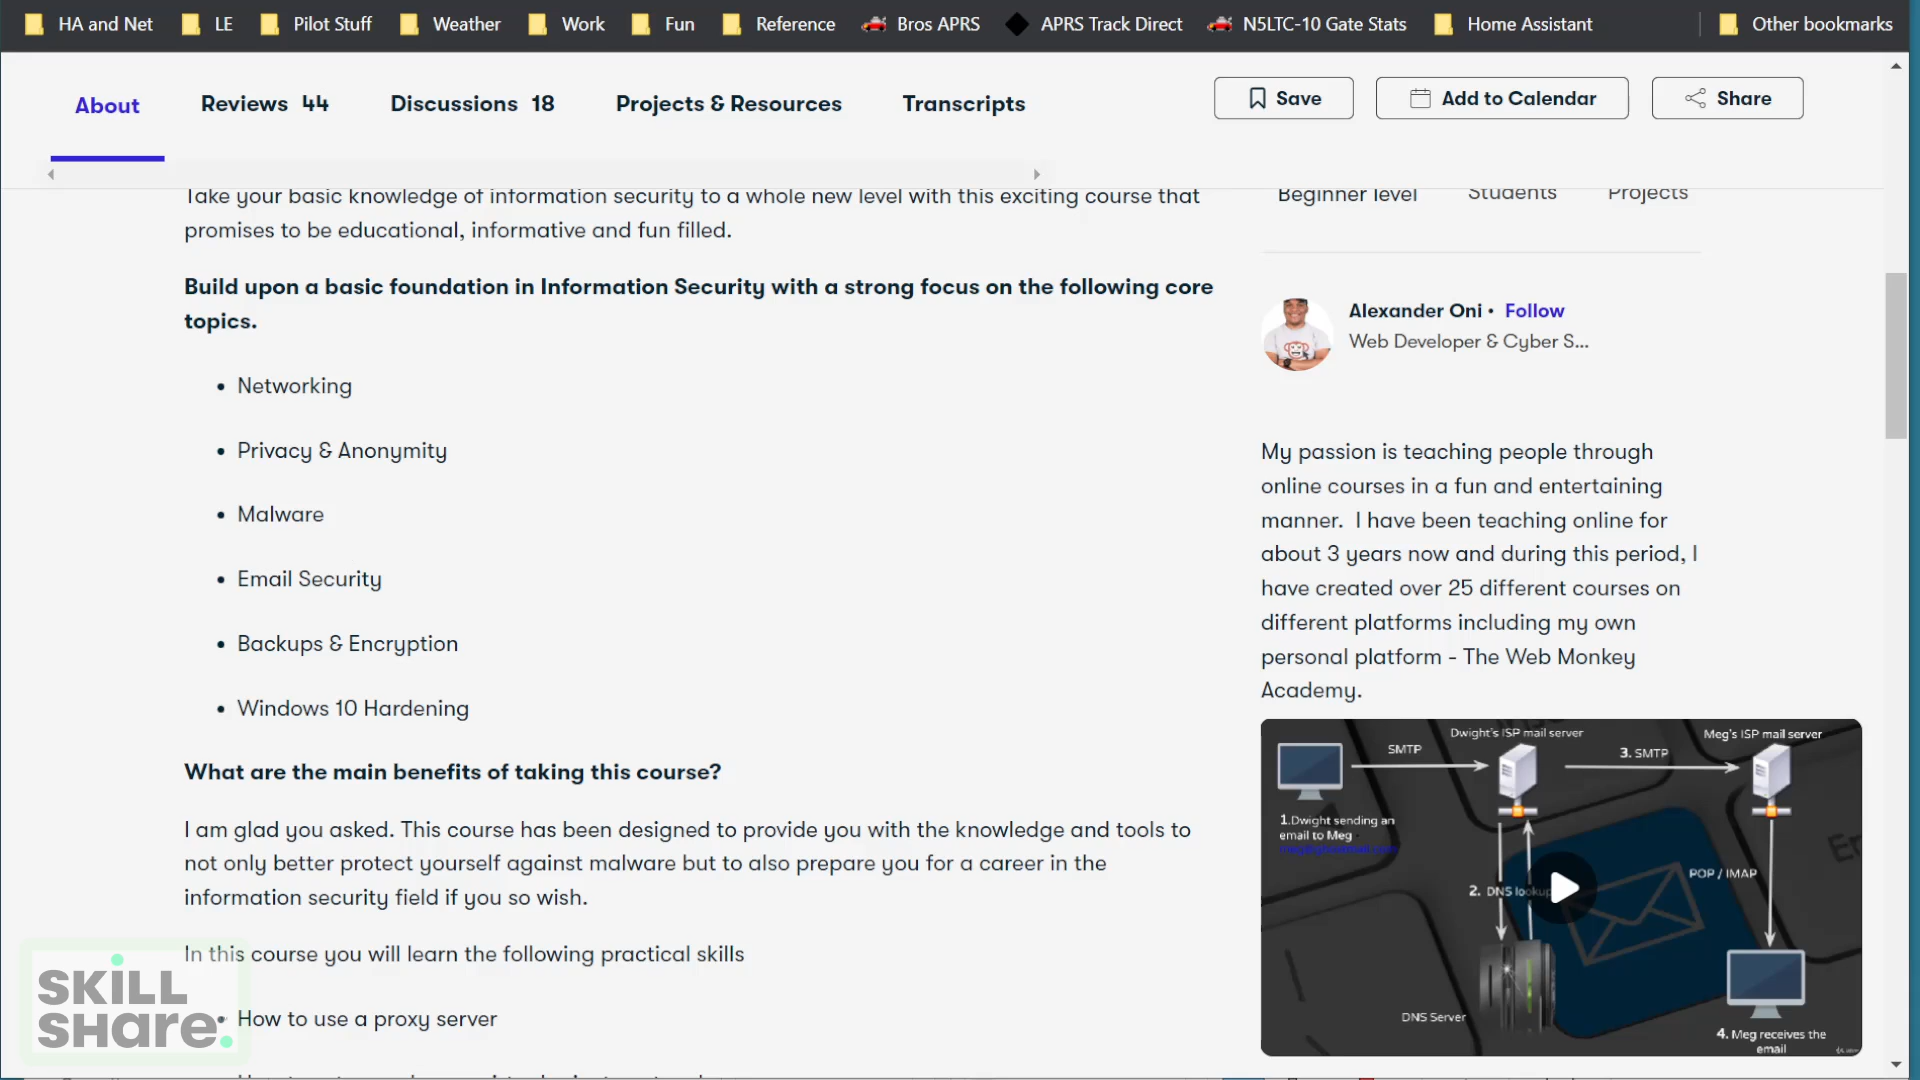 HA and Net LE Pilot Stuff Weather Work Fun Reference Bros APRS APRS Track Direct N5LTC-10 Gate Stats Home Assistant Other bookmarks
About Reviews 44 Discussions 18 Projects & Resources Transcripts Save Add to Calendar Share
Take your basic knowledge of information security to a whole new level with this exciting course that
promises to be educational, informative and fun filled.
Build upon a basic foundation in Information Security with a strong focus on the following core
topics.
• Networking
• Privacy & Anonymity
• Malware
• Email Security
• Backups & Encryption
• Windows 10 Hardening
What are the main benefits of taking this course?
I am glad you asked. This course has been designed to provide you with the knowledge and tools to
not only better protect yourself against malware but to also prepare you for a career in the
information security field if you so wish.
In this course you will learn the following practical skills
• How to use a proxy server
SKILL
SHARE.
Beginner level Students Projects
Alexander Oni • Follow
Web Developer & Cyber S...
My passion is teaching people through
online courses in a fun and entertaining
manner. I have been teaching online for
about 3 years now and during this period, I
have created over 25 different courses on
different platforms including my own
personal platform - The Web Monkey
Academy.
Dwight's ISP mail server Meg's ISP mail server
SMTP 3. SMTP
1.Dwight sending an
email to Meg
2. DNS lookup
POP / IMAP
DNS Server
4. Meg receives the
email